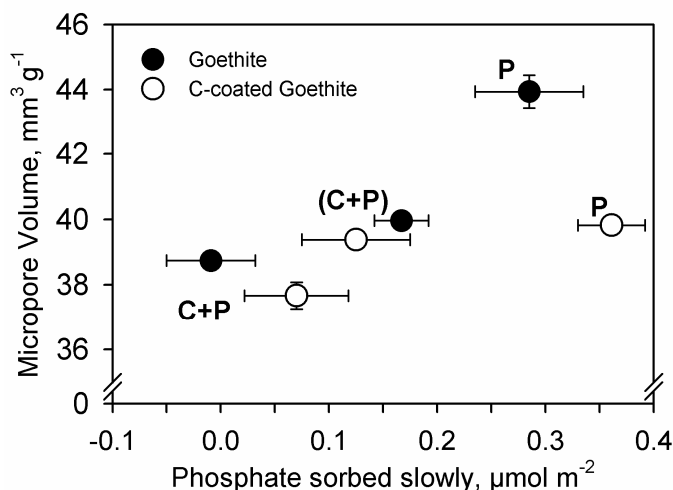 46
44
42
40
38
36
0
Micropore Volume, mm³ g⁻¹
Goethite
C-coated Goethite
P
(C+P)
P
C+P
-0.1 0.0 0.1 0.2 0.3 0.4
Phosphate sorbed slowly, µmol m⁻²